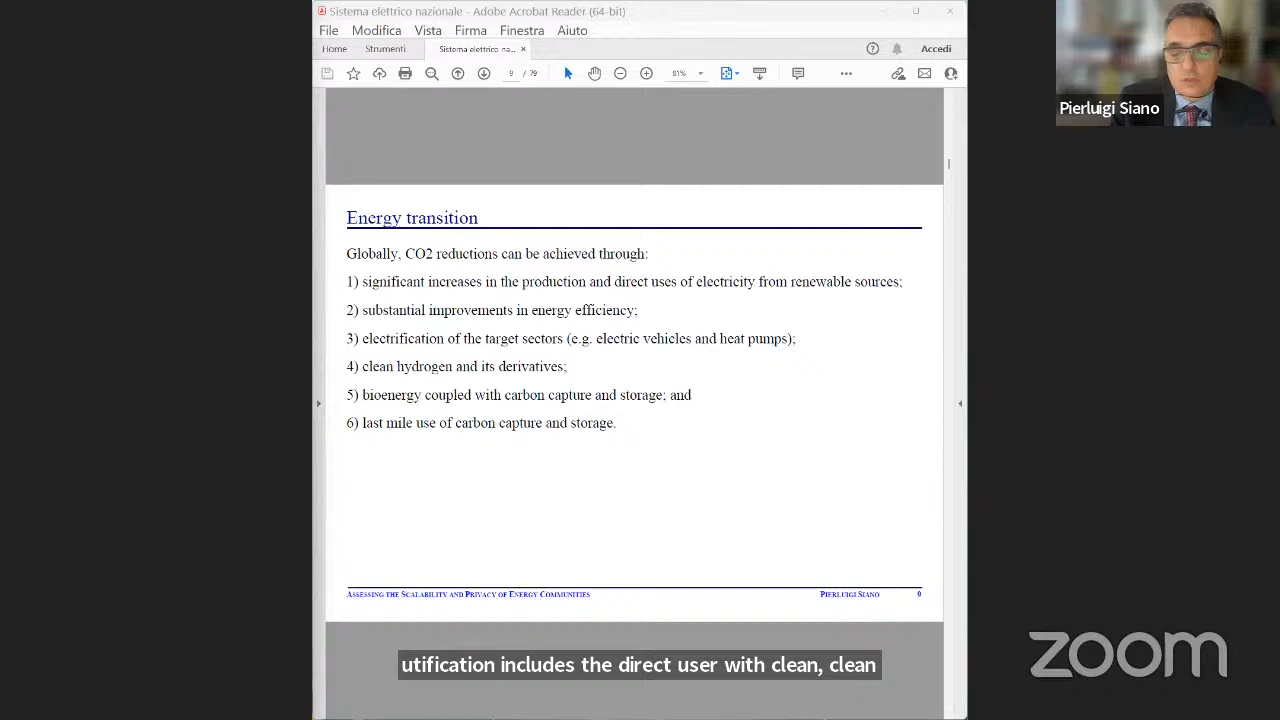 Sistema elettrico nazionale - Adobe Acrobat Reader (64-bit)
File Modifica Vista Firma Finestra Aiuto
Home Strumenti Sistema elettrico na... × Accedi
9 / 79 81%
Pierluigi Siano
Energy transition
Globally, CO2 reductions can be achieved through:
1) significant increases in the production and direct uses of electricity from renewable sources;
2) substantial improvements in energy efficiency;
3) electrification of the target sectors (e.g. electric vehicles and heat pumps);
4) clean hydrogen and its derivatives;
5) bioenergy coupled with carbon capture and storage; and
6) last mile use of carbon capture and storage.
ASSESSING THE SCALABILITY AND PRIVACY OF ENERGY COMMUNITIES PIERLUIGI SIANO 9
utification includes the direct user with clean, clean
zoom